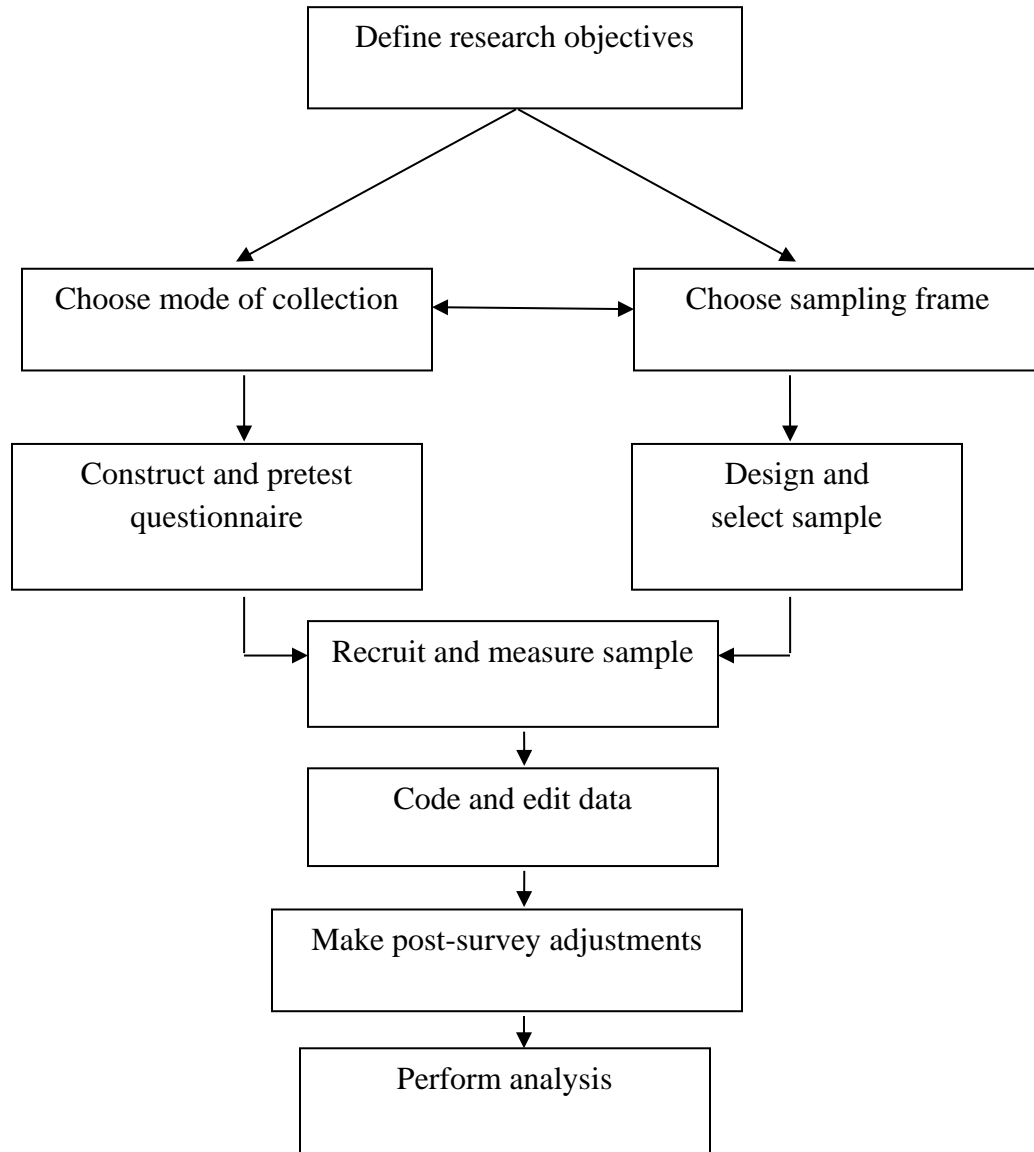 Define research objectives
Choose mode of collection
Choose sampling frame
Construct and pretest
questionnaire
Design and
select sample
Recruit and measure sample
Code and edit data
Make post-survey adjustments
Perform analysis